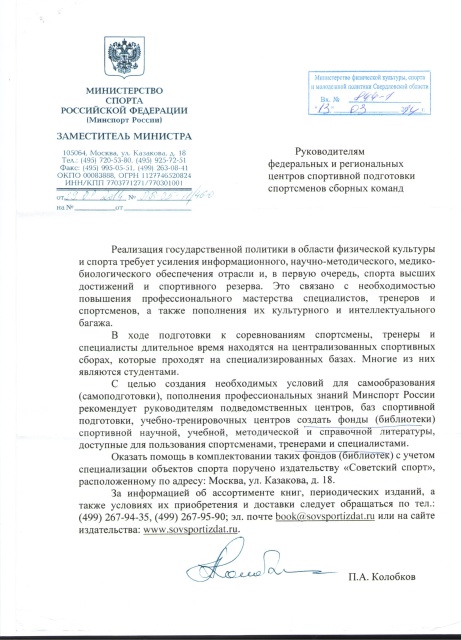 МИНИСТЕРСТВО
СПОРТА
РОССИЙСКОЙ ФЕДЕРАЦИИ
(Минспорт России)
ЗАМЕСТИТЕЛЬ МИНИСТРА
105064, Москва, ул. Казакова, д. 18
Тел.: (495) 720-53-80, (495) 925-72-51
Факс: (495) 995-05-51, (499) 263-08-41
ОКПО 00083888, ОГРН 1127746520824
ИНН/КПП 7703771271/770301001
от №
на № от
Министерство физической культуры, спорта
и молодежной политики Свердловской области
Вх. № 
Руководителям
федеральных и региональных
центров спортивной подготовки
спортсменов сборных команд
Реализация государственной политики в области физической культуры
и спорта требует усиления информационного, научно-методического, медико-
биологического обеспечения отрасли и, в первую очередь, спорта высших
достижений и спортивного резерва. Это связано с необходимостью
повышения профессионального мастерства специалистов, тренеров и
спортсменов, а также пополнения их культурного и интеллектуального
багажа.
В ходе подготовки к соревнованиям спортсмены, тренеры и
специалисты длительное время находятся на централизованных спортивных
сборах, которые проходят на специализированных базах. Многие из них
являются студентами.
С целью создания необходимых условий для самообразования
(самоподготовки), пополнения профессиональных знаний Минспорт России
рекомендует руководителям подведомственных центров, баз спортивной
подготовки, учебно-тренировочных центров создать фонды (библиотеки)
спортивной научной, учебной, методической и справочной литературы,
доступные для пользования спортсменами, тренерами и специалистами.
Оказать помощь в комплектовании таких фондов (библиотек) с учетом
специализации объектов спорта поручено издательству «Советский спорт»,
расположенному по адресу: Москва, ул. Казакова, д. 18.
За информацией об ассортименте книг, периодических изданий, а
также условиях их приобретения и доставки следует обращаться по тел.:
(499) 267-94-35, (499) 267-95-90; эл. почте book@sovsportizdat.ru или на сайте
издательства: www.sovsportizdat.ru.
П.А. Колобков